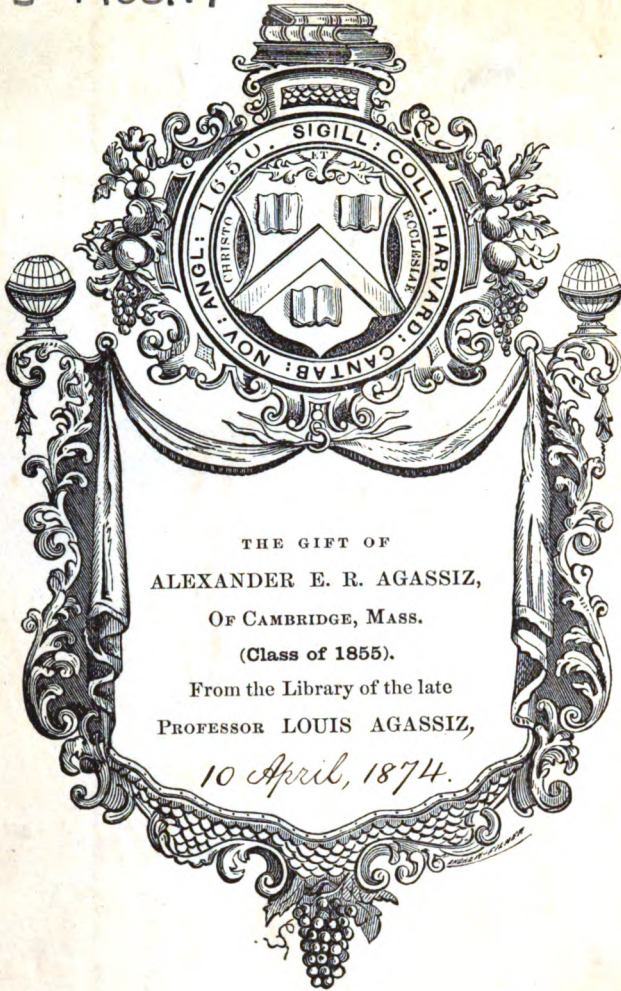 SIGILL: COLL: HARVARD: CANTAB: NOV: ANGL: 1650.
CHRISTO
ET
ECCLESIAE
THE GIFT OF
ALEXANDER E. R. AGASSIZ,
OF CAMBRIDGE, MASS.
(Class of 1855).
From the Library of the late
PROFESSOR LOUIS AGASSIZ,
10 April, 1874.